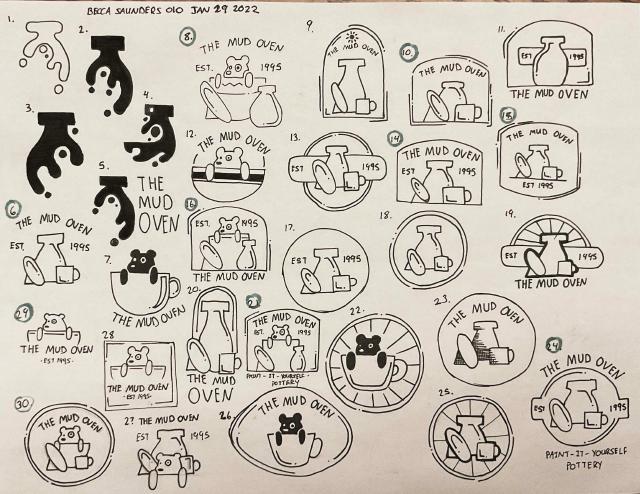 BECCA SAUNDERS 010 JAN 29 2022
1.
2.
3.
4.
5.
THE
MUD
OVEN
6
THE MUD OVEN
EST. 1995
7.
THE MUD OVEN
8.
THE MUD OVEN
EST. 1995
9.
THE MUD OVEN
10.
THE MUD OVEN
11.
EST 1995
THE MUD OVEN
12.
THE MUD OVEN
13.
EST 1995
14
THE MUD OVEN
EST 1995
15
THE MUD OVEN
EST 1995
16
EST 1995
THE MUD OVEN
17.
EST 1995
18.
19.
EST 1995
THE MUD OVEN
20.
THE
MUD
OVEN
21
THE MUD OVEN
EST. 1995
PAINT-IT-YOURSELF
POTTERY
22.
23.
THE MUD OVEN
24
THE MUD OVEN
EST 1995
PAINT-IT-YOURSELF
POTTERY
25.
26.
THE MUD OVEN
27
THE MUD OVEN
EST 1995
28
THE MUD OVEN
-EST 1995-
29
THE MUD OVEN
-EST 1995-
30
THE MUD OVEN